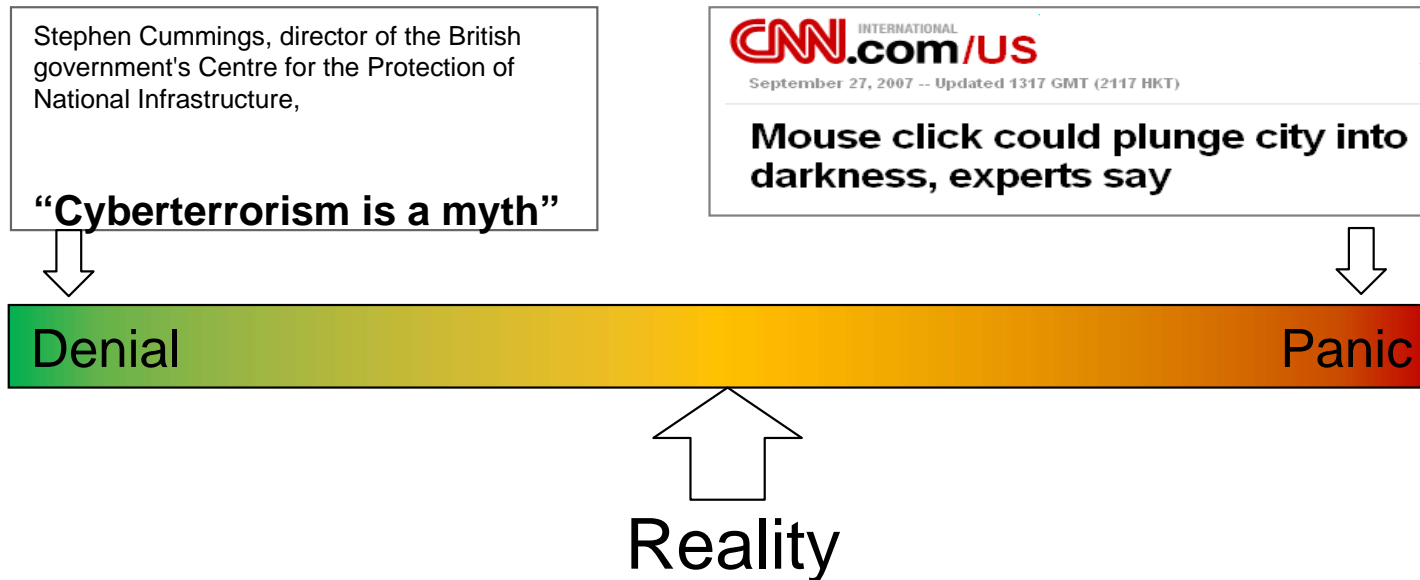 Stephen Cummings, director of the British
government's Centre for the Protection of
National Infrastructure,
“Cyberterrorism is a myth”
CNN INTERNATIONAL
.com/US
September 27, 2007 -- Updated 1317 GMT (2117 HKT)
Mouse click could plunge city into
darkness, experts say
Denial
Panic
Reality